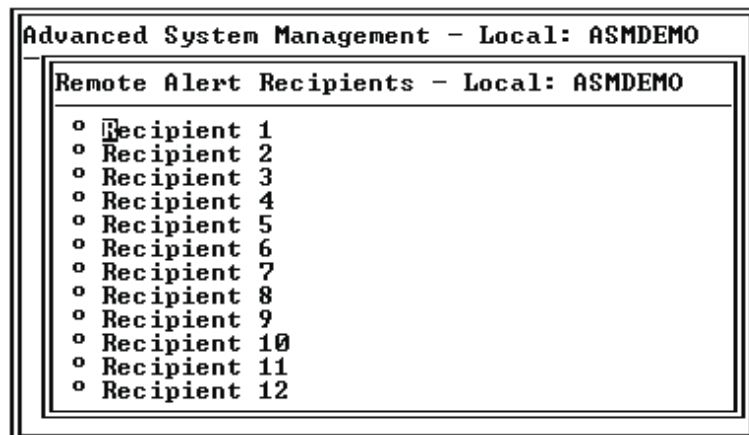 Advanced System Management - Local: ASMDEMO
Remote Alert Recipients - Local: ASMDEMO
º Recipient 1
º Recipient 2
º Recipient 3
º Recipient 4
º Recipient 5
º Recipient 6
º Recipient 7
º Recipient 8
º Recipient 9
º Recipient 10
º Recipient 11
º Recipient 12